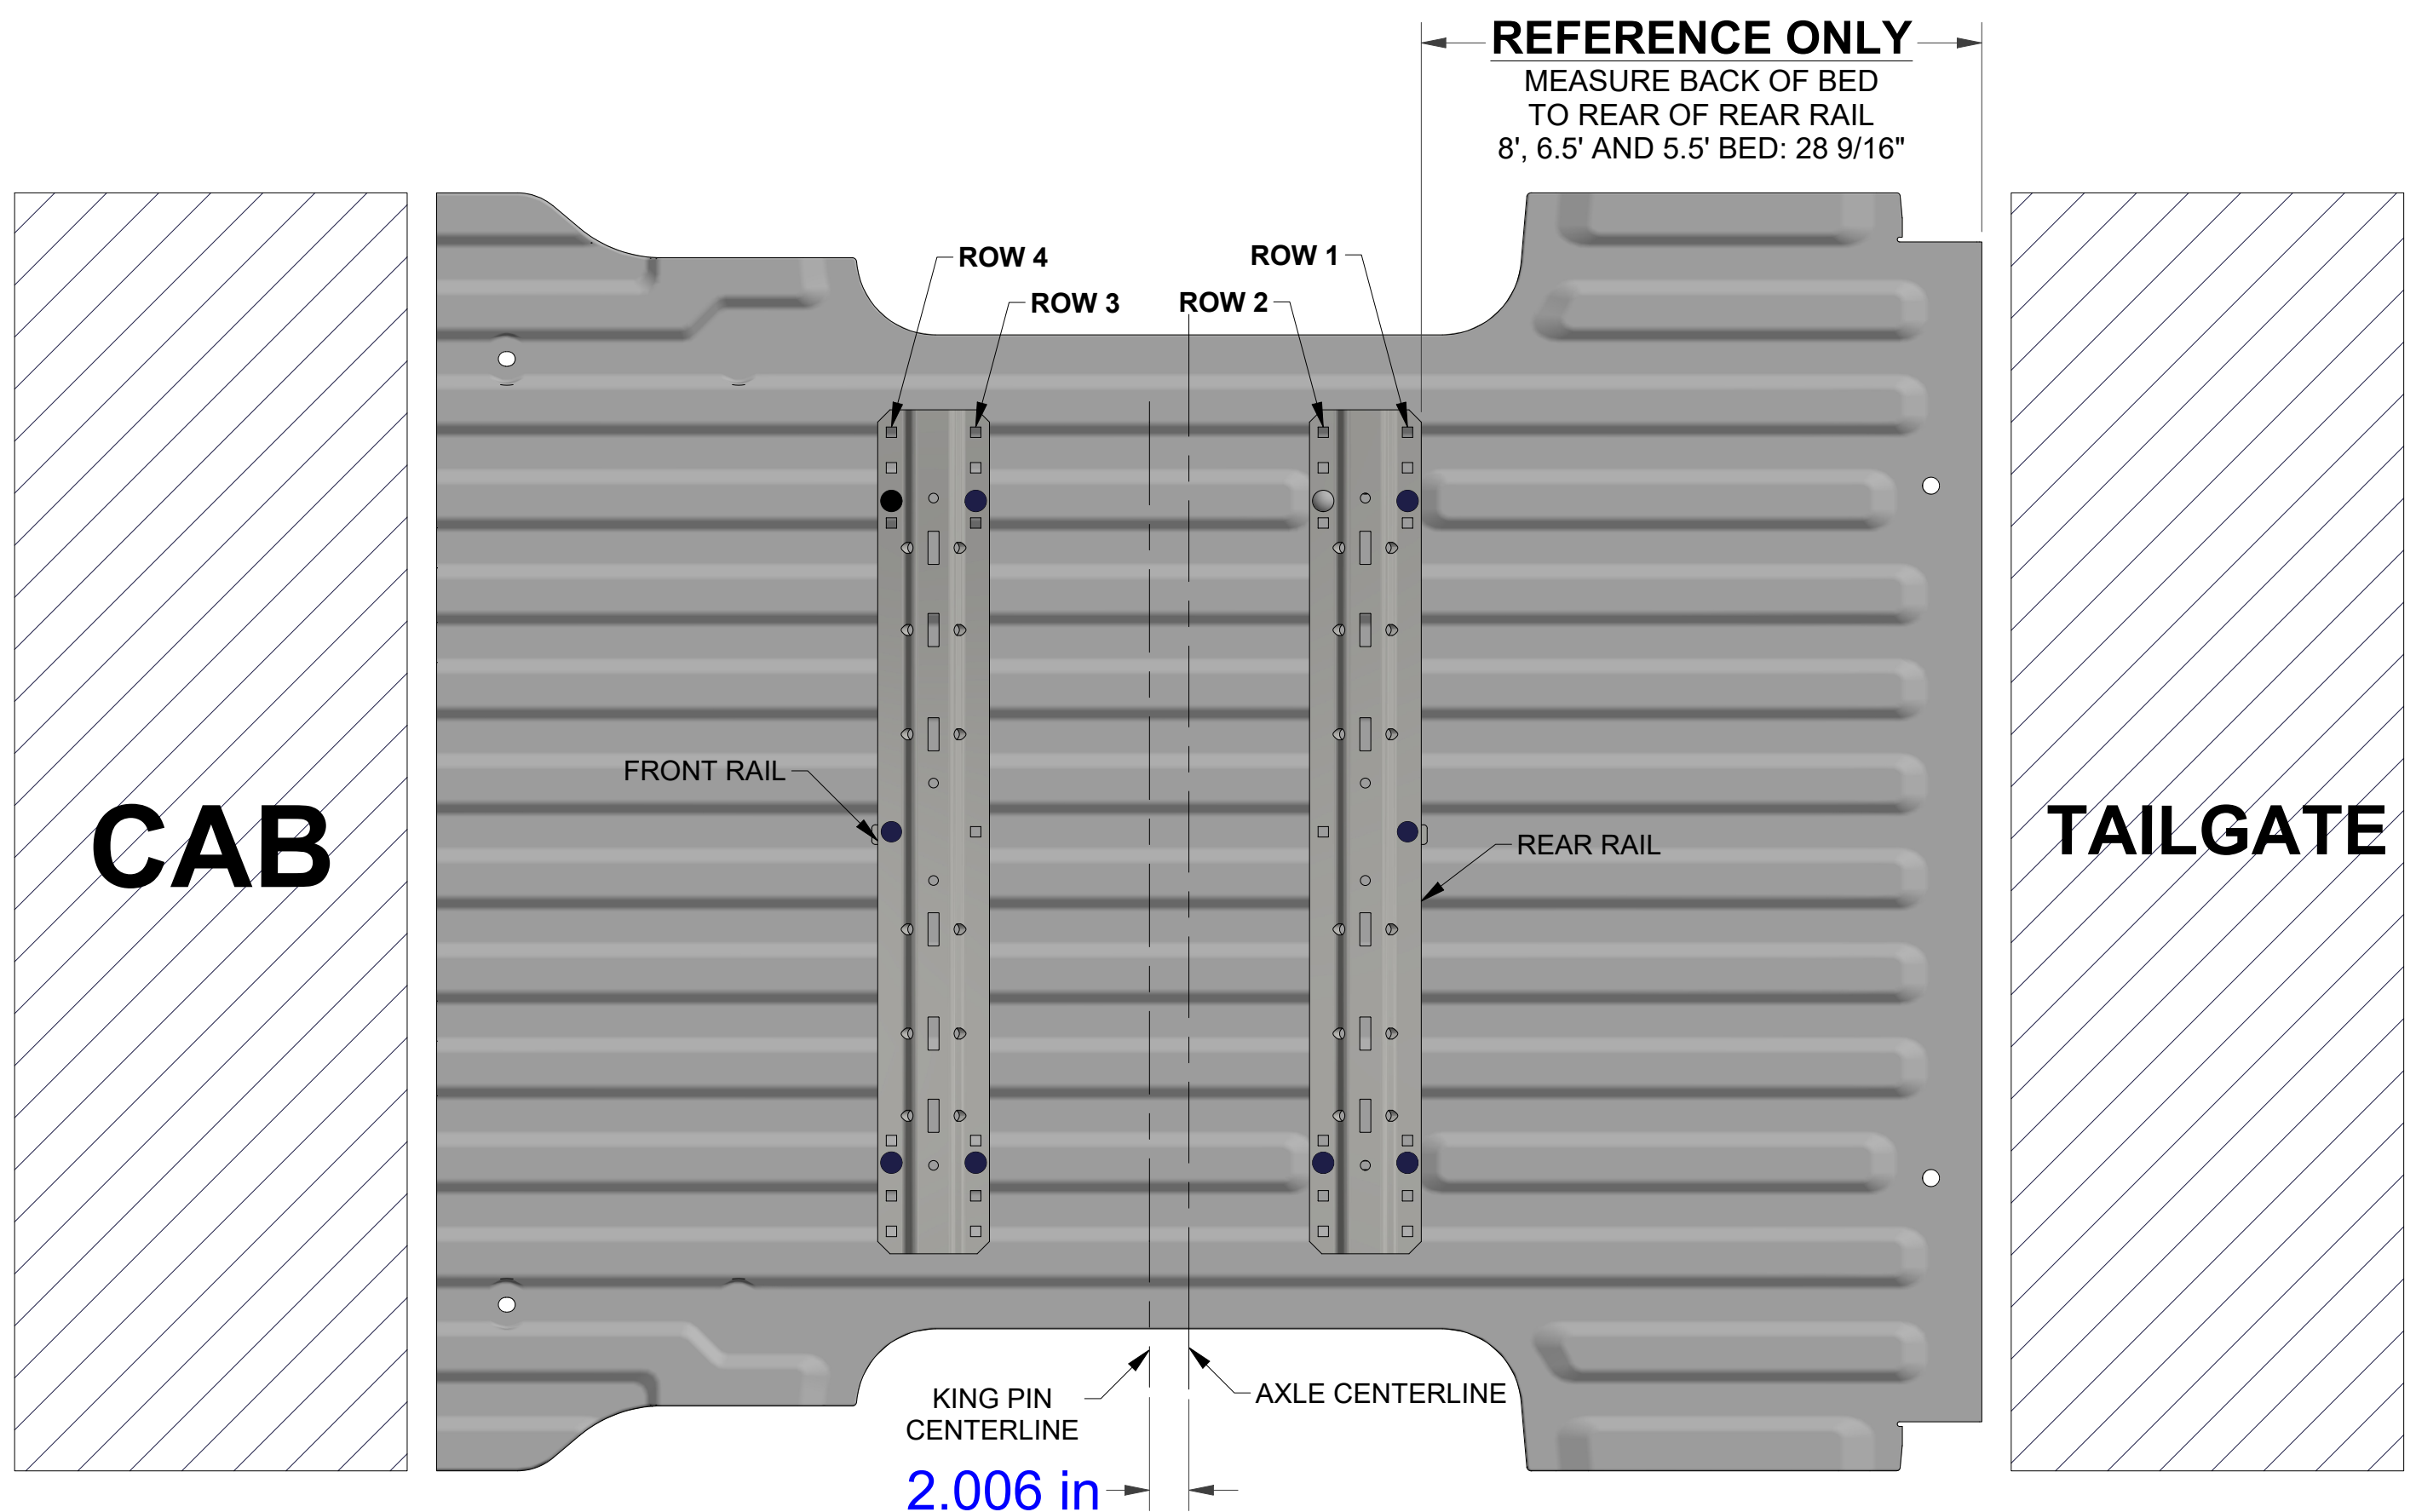 REFERENCE ONLY
MEASURE BACK OF BED
TO REAR OF REAR RAIL
8', 6.5' AND 5.5' BED: 28 9/16"
ROW 4
ROW 1
ROW 3
ROW 2
FRONT RAIL
CAB
TAILGATE
REAR RAIL
KING PIN
CENTERLINE
AXLE CENTERLINE
2.006 in